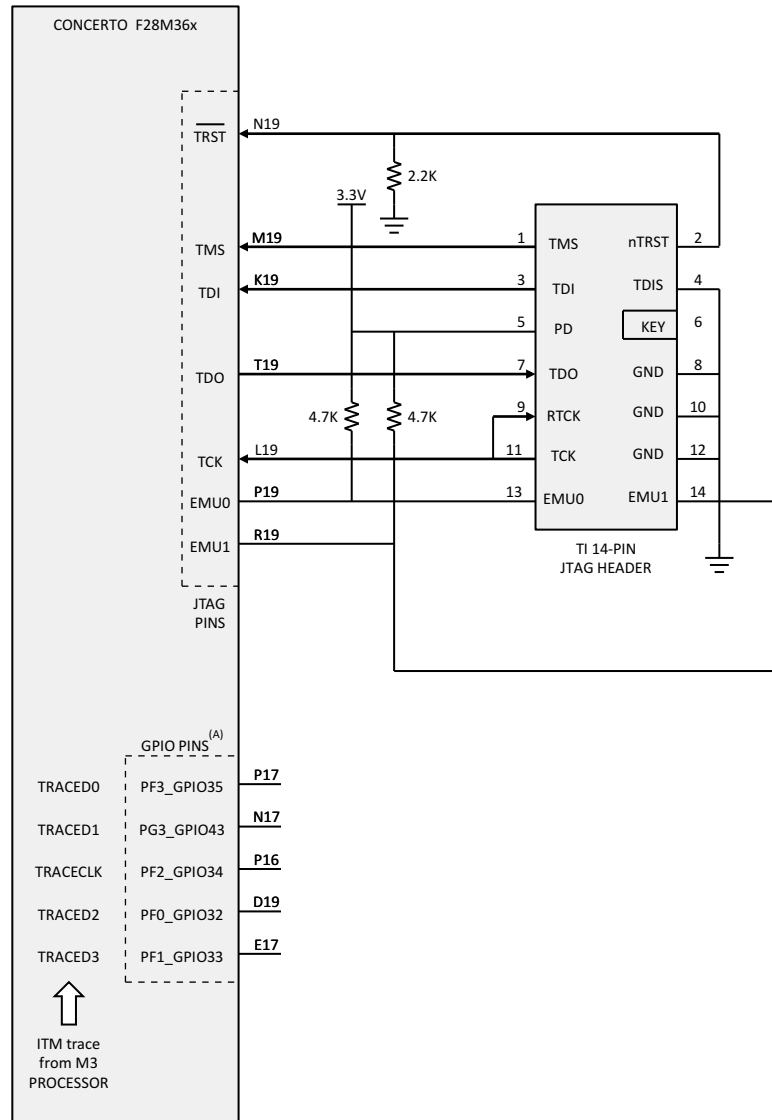 CONCERTO F28M36x
TRST N19
2.2K
3.3V
TMS M19 1 TMS nTRST 2
TDI K19 3 TDI TDIS 4
5 PD KEY 6
TDO T19 7 TDO GND 8
4.7K 4.7K 9 RTCK GND 10
TCK L19 11 TCK GND 12
EMU0 P19 13 EMU0 EMU1 14
EMU1 R19
TI 14-PIN
JTAG HEADER
JTAG
PINS
GPIO PINS(A)
TRACED0 PF3_GPIO35 P17
TRACED1 PG3_GPIO43 N17
TRACECLK PF2_GPIO34 P16
TRACED2 PF0_GPIO32 D19
TRACED3 PF1_GPIO33 E17
ITM trace
from M3
PROCESSOR